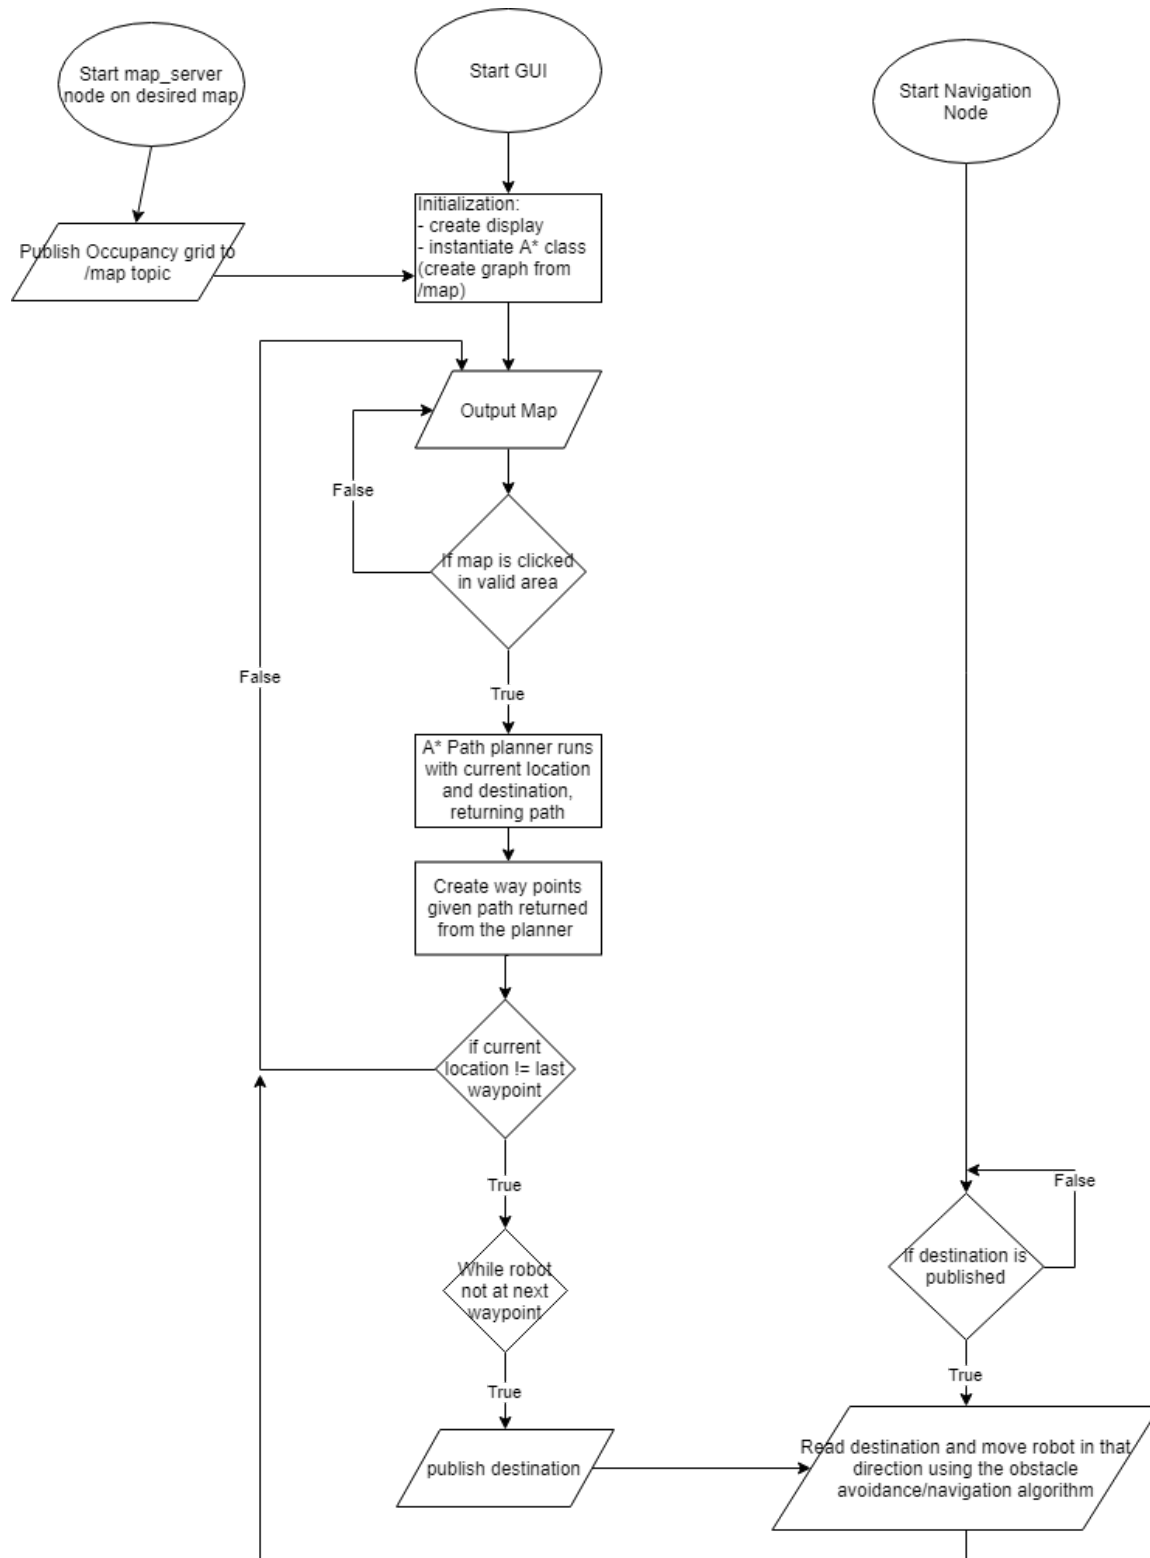 Start map_server
node on desired map
Start GUI
Start Navigation
Node
Publish Occupancy grid to
/map topic
Initialization:
- create display
- instantiate A* class
(create graph from
/map)
Output Map
False
If map is clicked
in valid area
False
True
A* Path planner runs
with current location
and destination,
returning path
Create way points
given path returned
from the planner
if current
location != last
waypoint
True
While robot
not at next
waypoint
True
publish destination
False
If destination is
published
True
Read destination and move robot in that
direction using the obstacle
avoidance/navigation algorithm